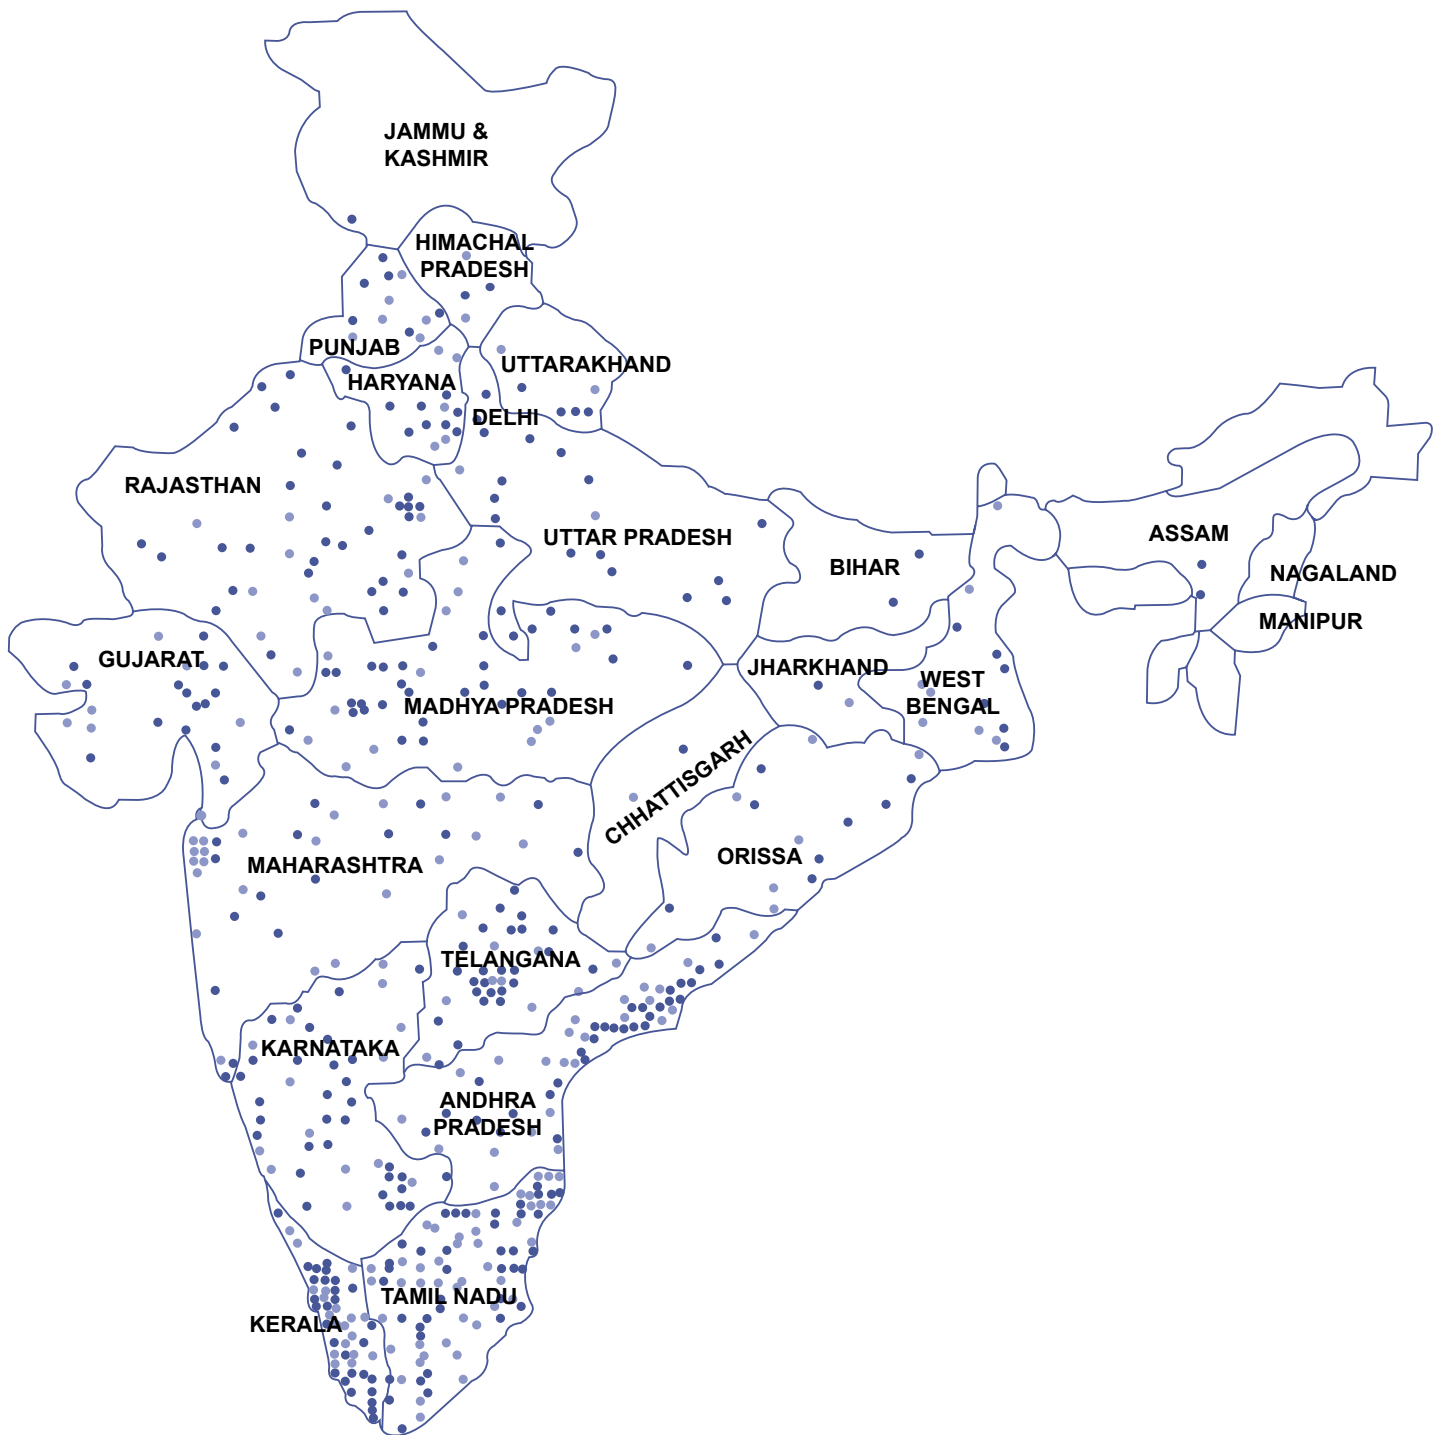 JAMMU &
KASHMIR
HIMACHAL
PRADESH
PUNJAB
UTTARAKHAND
HARYANA
DELHI
RAJASTHAN
UTTAR PRADESH
ASSAM
BIHAR
NAGALAND
MANIPUR
GUJARAT
JHARKHAND
WEST
BENGAL
MADHYA PRADESH
CHHATTISGARH
ORISSA
MAHARASHTRA
TELANGANA
KARNATAKA
ANDHRA
PRADESH
TAMIL NADU
KERALA